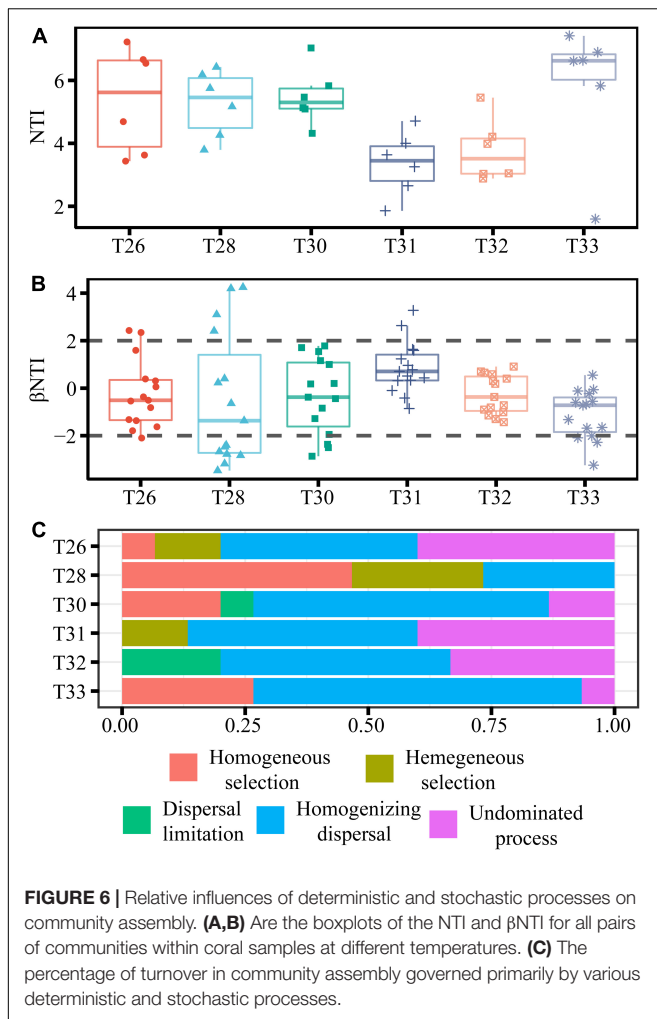 A
NTI
6
4
2
T26 T28 T30 T31 T32 T33
B
βNTI
4
2
0
−2
T26 T28 T30 T31 T32 T33
C
T26
T28
T30
T31
T32
T33
0.00 0.25 0.50 0.75 1.00
Homogeneous selection Hemegeneous selection
Dispersal limitation Homogenizing dispersal Undominated process
FIGURE 6 | Relative influences of deterministic and stochastic processes on
community assembly. (A,B) Are the boxplots of the NTI and βNTI for all pairs
of communities within coral samples at different temperatures. (C) The
percentage of turnover in community assembly governed primarily by various
deterministic and stochastic processes.